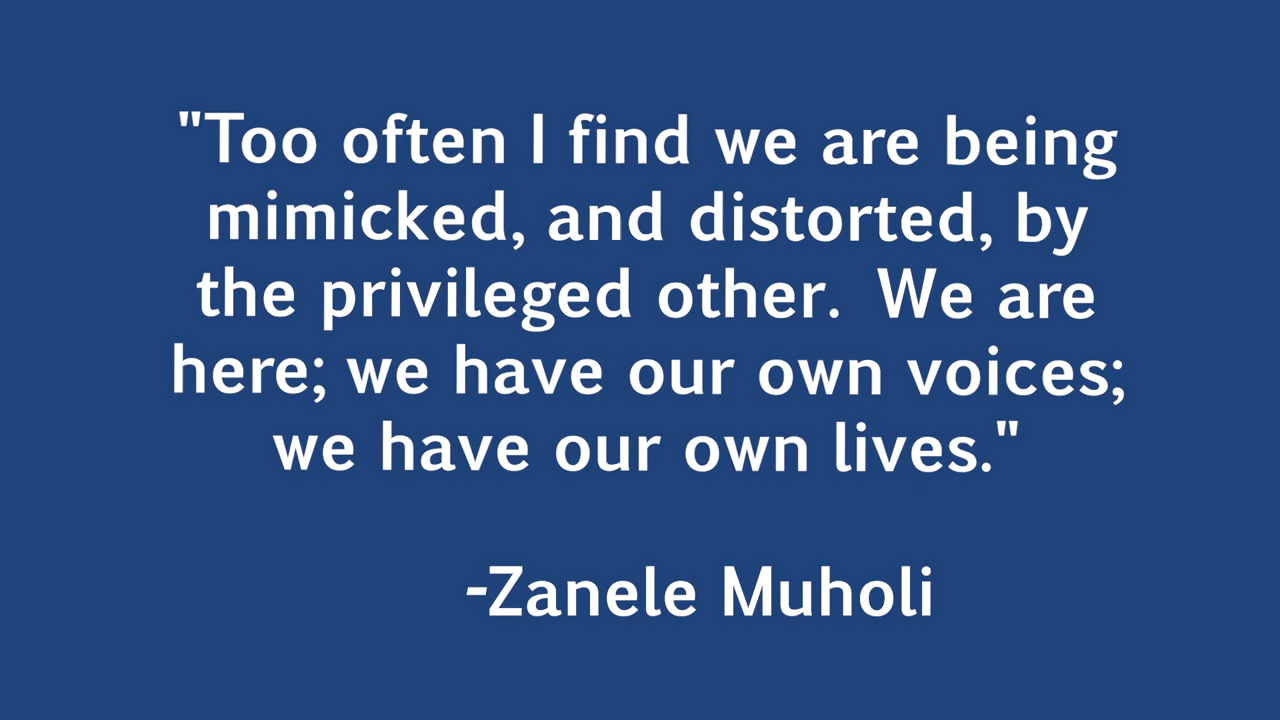 "Too often I find we are being
mimicked, and distorted, by
the privileged other.  We are
here; we have our own voices;
we have our own lives."
-Zanele Muholi